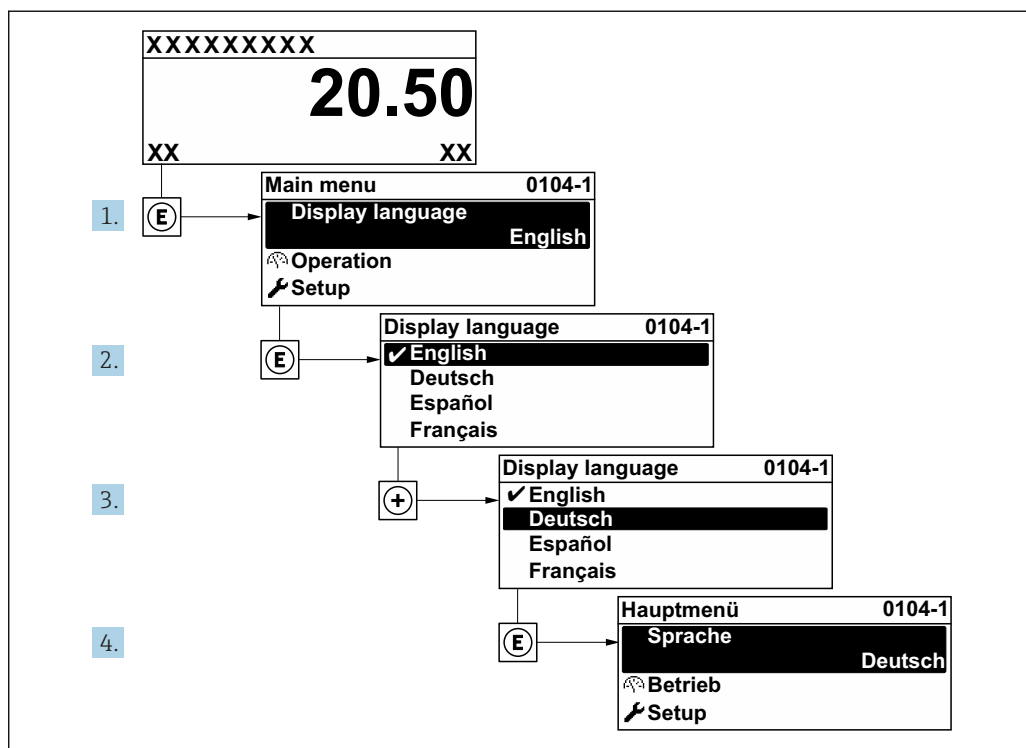 XXXXXXXXX
20.50
XX XX
1. E
Main menu 0104-1
Display language
English
Operation
Setup
2. E
Display language 0104-1
✔English
Deutsch
Español
Français
3. +
Display language 0104-1
✔English
Deutsch
Español
Français
4. E
Hauptmenü 0104-1
Sprache
Deutsch
Betrieb
Setup